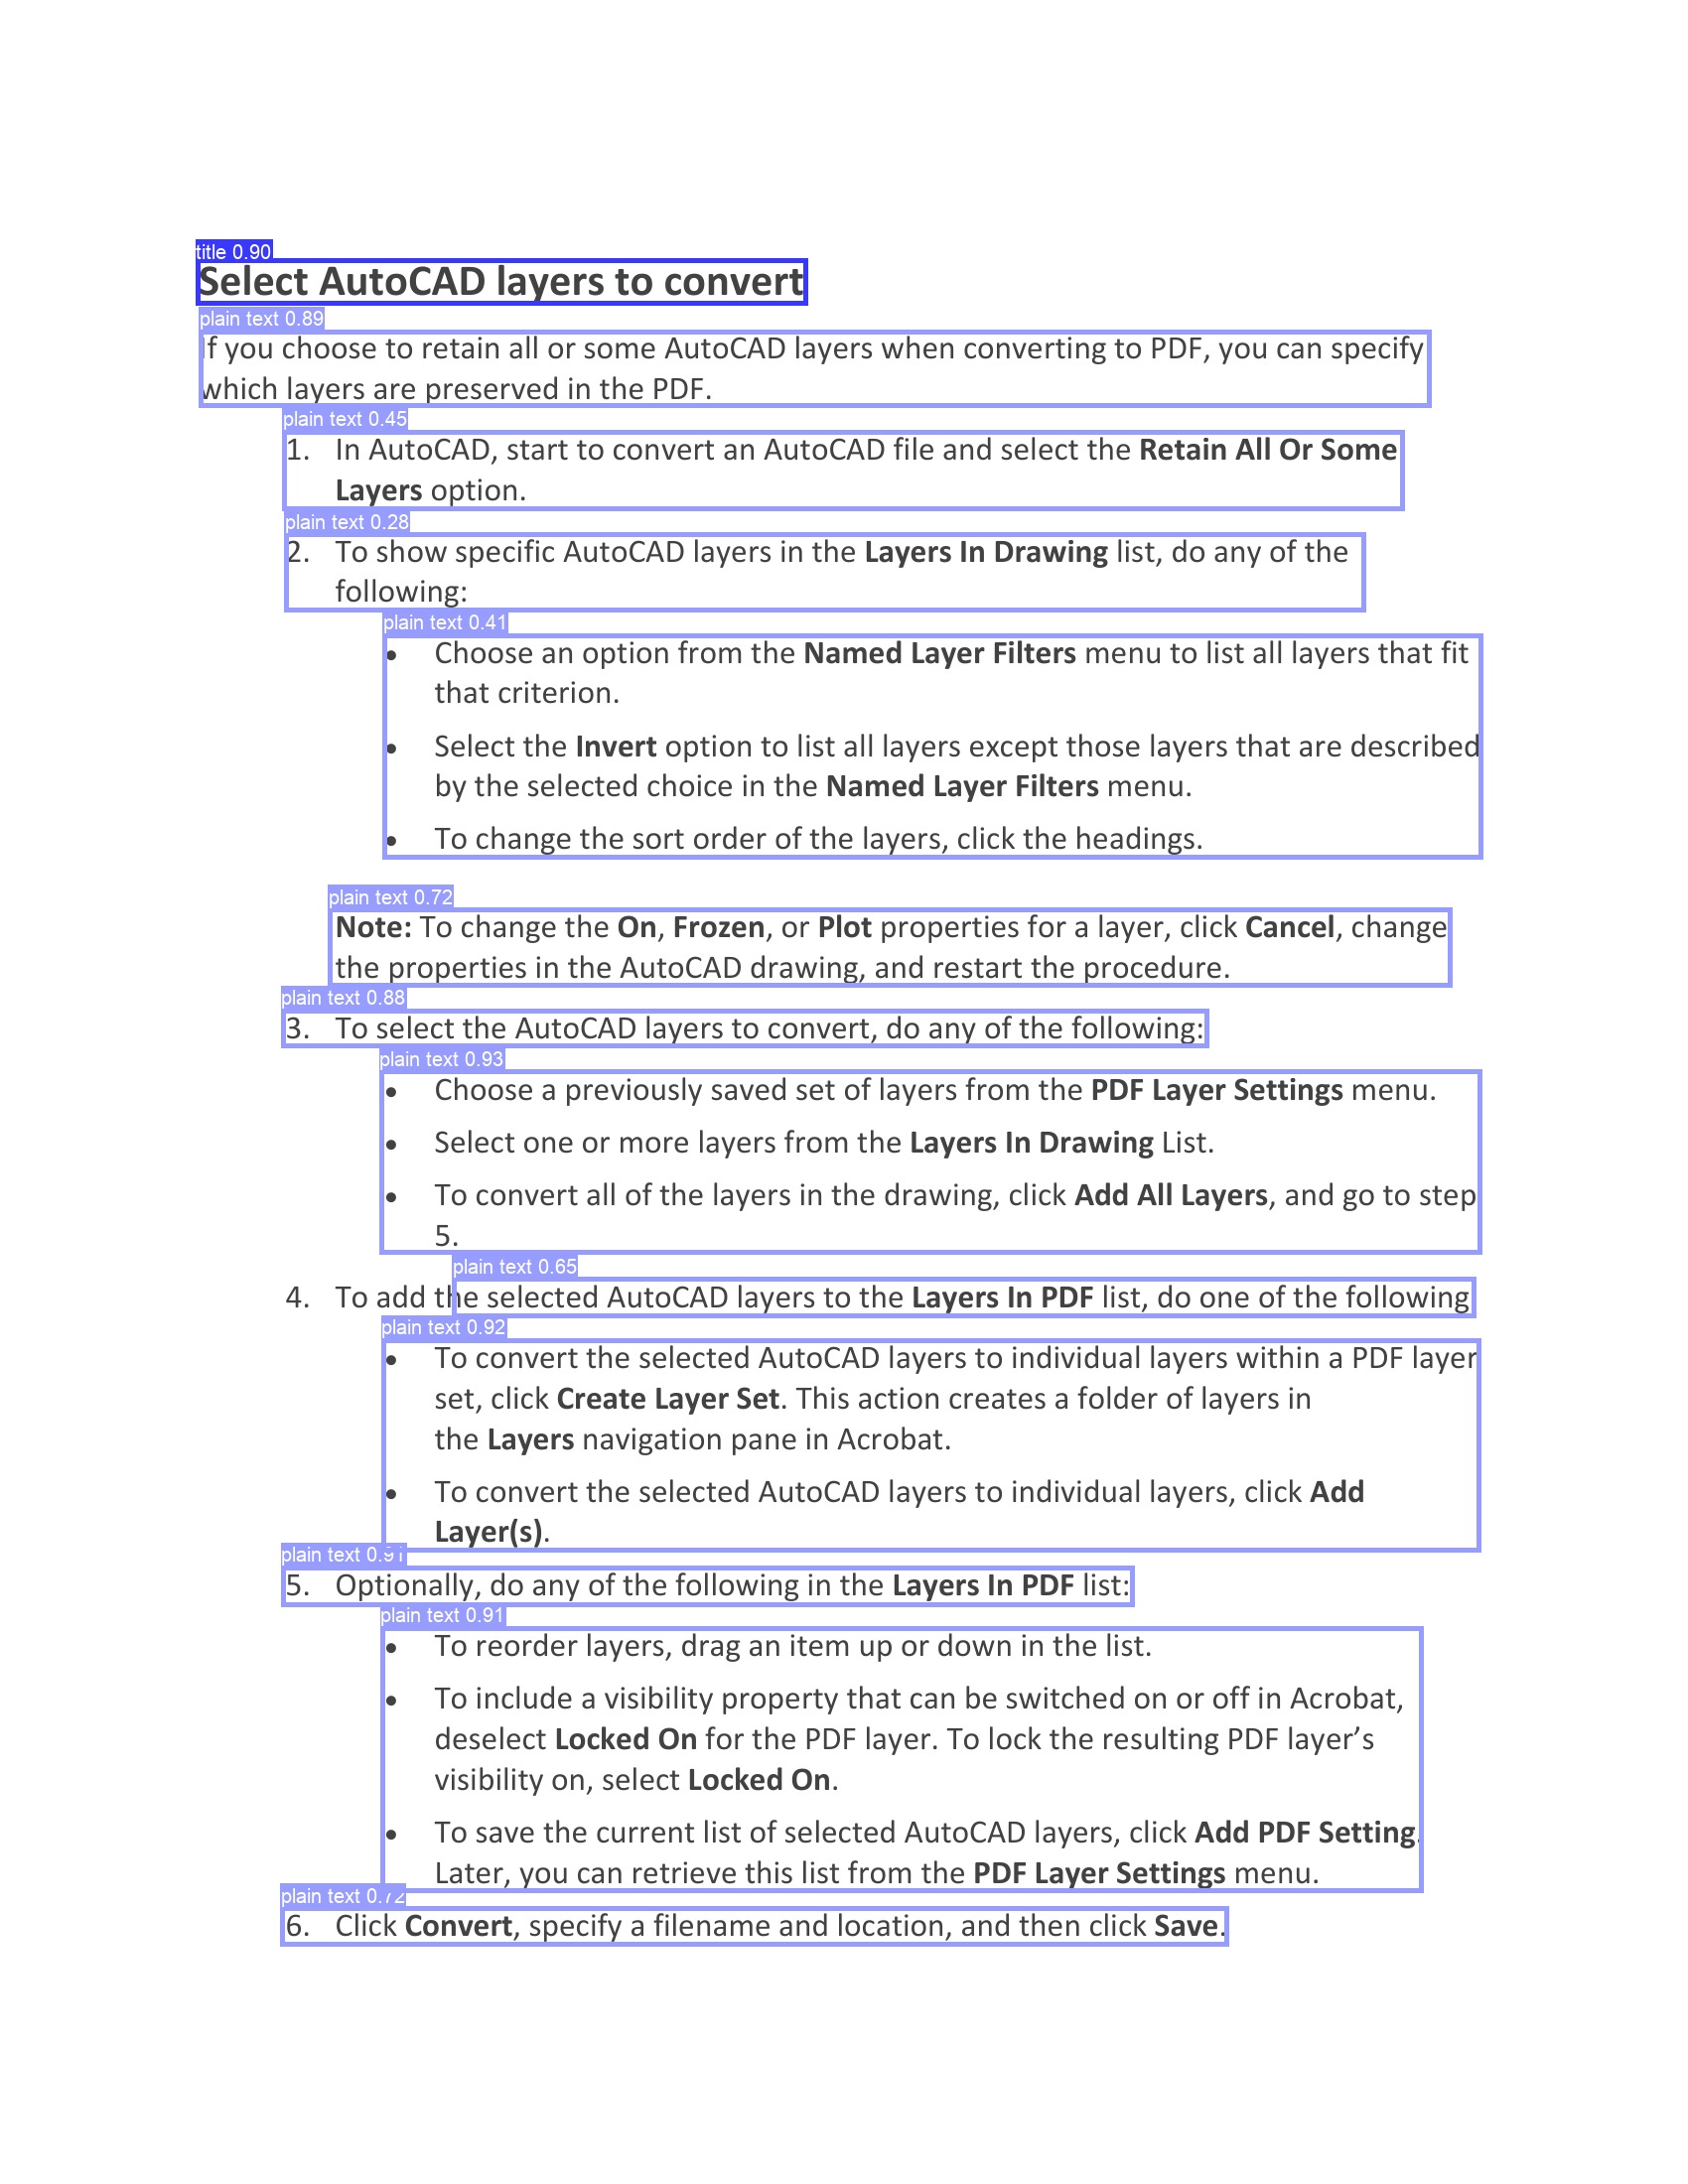 title 0.90
Select AutoCAD layers to convert
plain text 0.89
If you choose to retain all or some AutoCAD layers when converting to PDF, you can specify
which layers are preserved in the PDF.
plain text 0.45
1. In AutoCAD, start to convert an AutoCAD file and select the Retain All Or Some
Layers option.
plain text 0.28
2. To show specific AutoCAD layers in the Layers In Drawing list, do any of the
following:
plain text 0.41
• Choose an option from the Named Layer Filters menu to list all layers that fit
that criterion.
• Select the Invert option to list all layers except those layers that are described
by the selected choice in the Named Layer Filters menu.
• To change the sort order of the layers, click the headings.
plain text 0.72
Note: To change the On, Frozen, or Plot properties for a layer, click Cancel, change
the properties in the AutoCAD drawing, and restart the procedure.
plain text 0.88
3. To select the AutoCAD layers to convert, do any of the following:
plain text 0.93
• Choose a previously saved set of layers from the PDF Layer Settings menu.
• Select one or more layers from the Layers In Drawing List.
• To convert all of the layers in the drawing, click Add All Layers, and go to step
5.
plain text 0.65
4. To add the selected AutoCAD layers to the Layers In PDF list, do one of the following
plain text 0.92
• To convert the selected AutoCAD layers to individual layers within a PDF layer
set, click Create Layer Set. This action creates a folder of layers in
the Layers navigation pane in Acrobat.
• To convert the selected AutoCAD layers to individual layers, click Add
Layer(s).
plain text 0.91
5. Optionally, do any of the following in the Layers In PDF list:
plain text 0.91
• To reorder layers, drag an item up or down in the list.
• To include a visibility property that can be switched on or off in Acrobat,
deselect Locked On for the PDF layer. To lock the resulting PDF layer’s
visibility on, select Locked On.
• To save the current list of selected AutoCAD layers, click Add PDF Setting.
Later, you can retrieve this list from the PDF Layer Settings menu.
plain text 0.72
6. Click Convert, specify a filename and location, and then click Save.